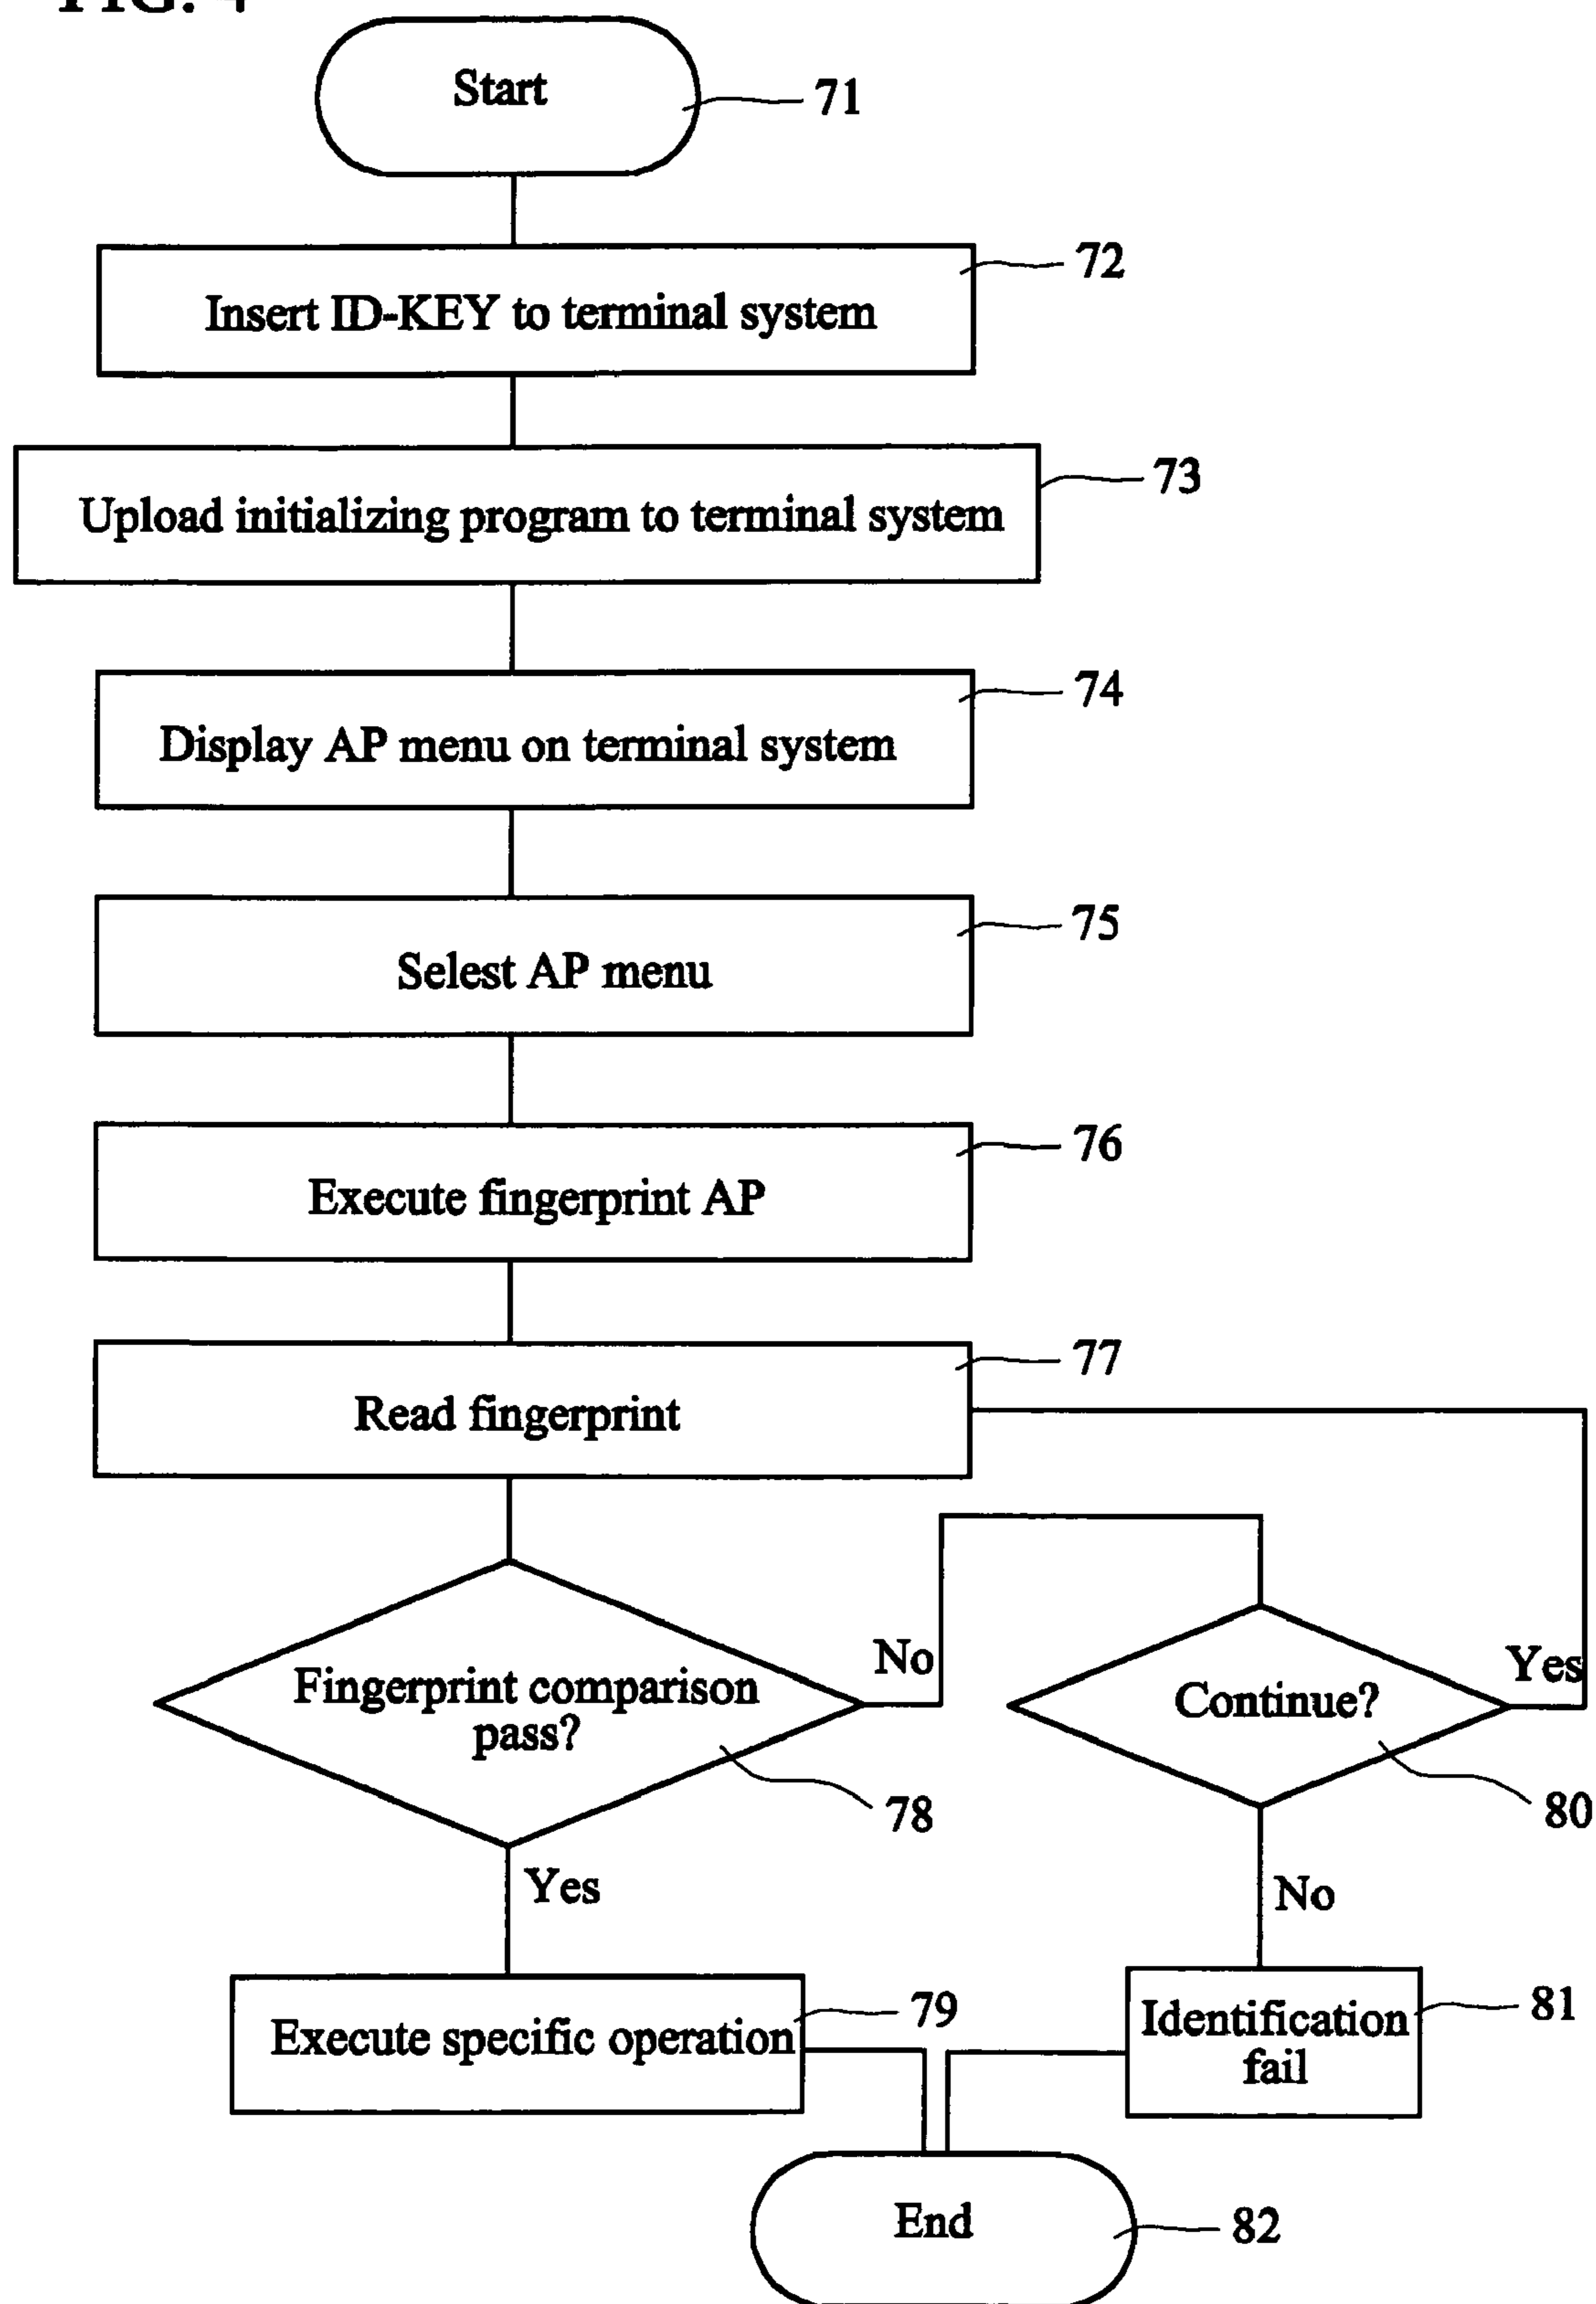 FIG. 4
Start
71
72
Insert ID-KEY to terminal system
73
Upload initializing program to terminal system
74
Display AP menu on terminal system
75
Selest AP menu
76
Execute fingerprint AP
77
Read fingerprint
No
Yes
Fingerprint comparison
pass?
Continue?
78
80
Yes
No
79
Execute specific operation
81
Identification
fail
End
82